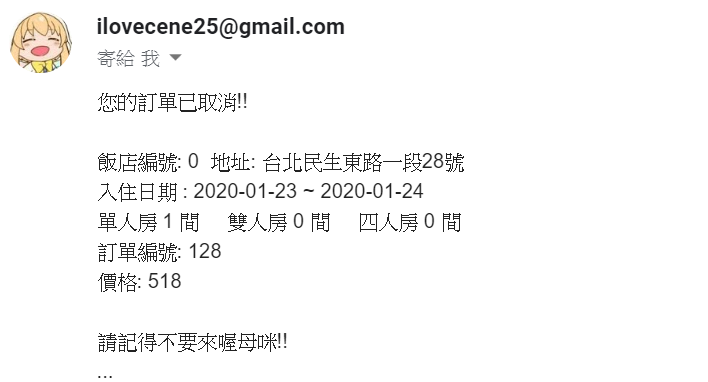 ilovecene25@gmail.com
寄給 我
您的訂單已取消!!
飯店編號: 0 地址: 台北民生東路一段28號
入住日期 : 2020-01-23 ~ 2020-01-24
單人房 1 間 雙人房 0 間 四人房 0 間
訂單編號: 128
價格: 518
請記得不要來喔母咪!!
...